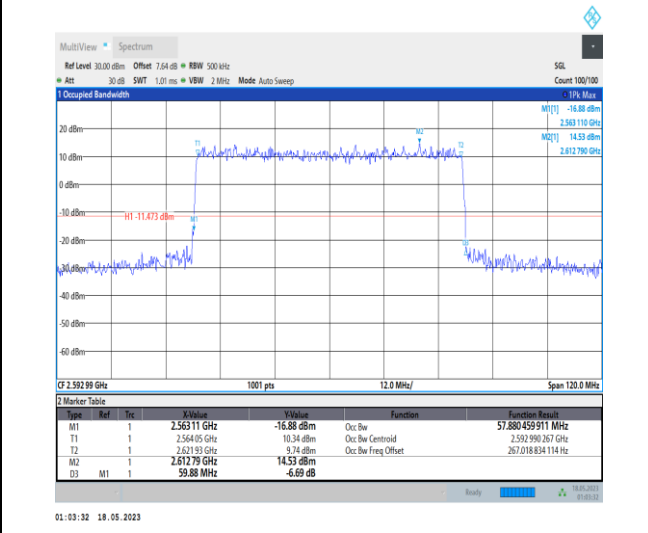 MultiView Spectrum
Ref Level 30.00 dBm Offset 7.64 dB RBW 500 kHz SGL
Att 30 dB SWT 1.01 ms VBW 2 MHz Mode Auto Sweep Count 100/100
1 Occupied Bandwidth 1Pk Max
M1[1] -16.88 dBm
2.563 110 GHz
M2[1] 14.53 dBm
2.612 790 GHz
20 dBm
M2
T1
T2
10 dBm
0 dBm
-10 dBm
H1 -11.473 dBm
M1
-20 dBm
D3
-30 dBm
-40 dBm
-50 dBm
-60 dBm
CF 2.592 99 GHz 1001 pts 12.0 MHz/ Span 120.0 MHz
2 Marker Table
Type Ref Trc X-Value Y-Value Function Function Result
M1 1 2.563 11 GHz -16.88 dBm Occ Bw 57.880 459 911 MHz
T1 1 2.564 05 GHz 10.34 dBm Occ Bw Centroid 2.592 990 267 GHz
T2 1 2.621 93 GHz 9.74 dBm Occ Bw Freq Offset 267.018 834 114 Hz
M2 1 2.612 79 GHz 14.53 dBm
D3 M1 1 59.88 MHz -6.69 dB
Ready 18.05.2023
01:03:32
01:03:32 18.05.2023